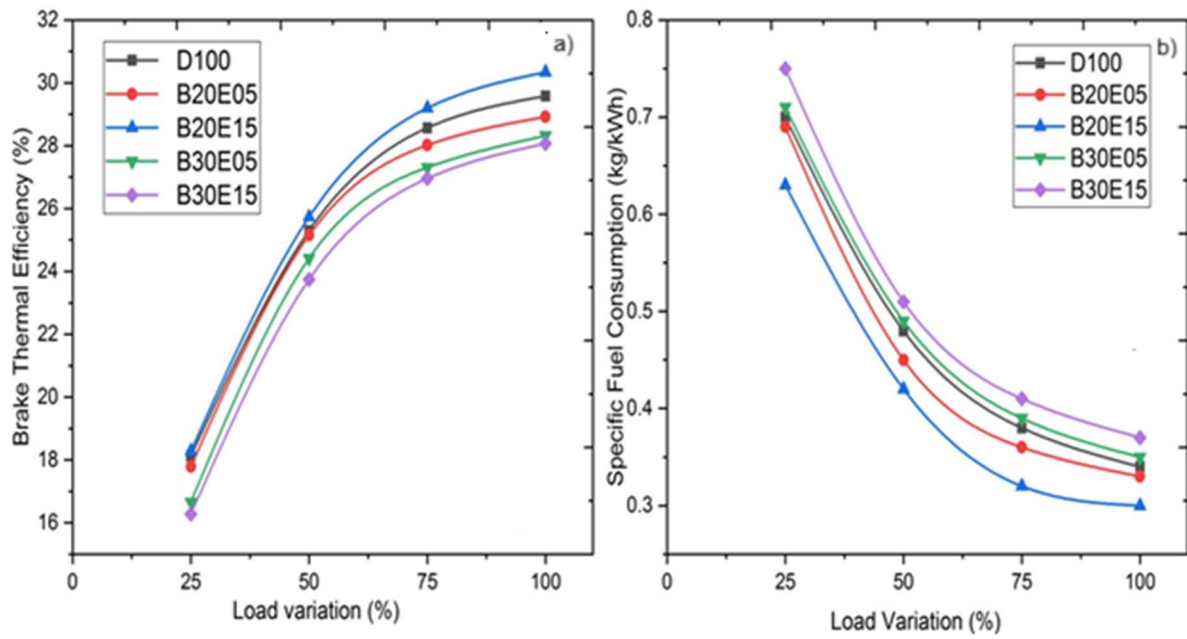 a)
Brake Thermal Efficiency (%)
32
30
28
26
24
22
20
18
16
D100
B20E05
B20E15
B30E05
B30E15
0 25 50 75 100
Load variation (%)
b)
Specific Fuel Consumption (kg/kWh)
0.8
0.7
0.6
0.5
0.4
0.3
D100
B20E05
B20E15
B30E05
B30E15
0 25 50 75 100
Load Variation (%)